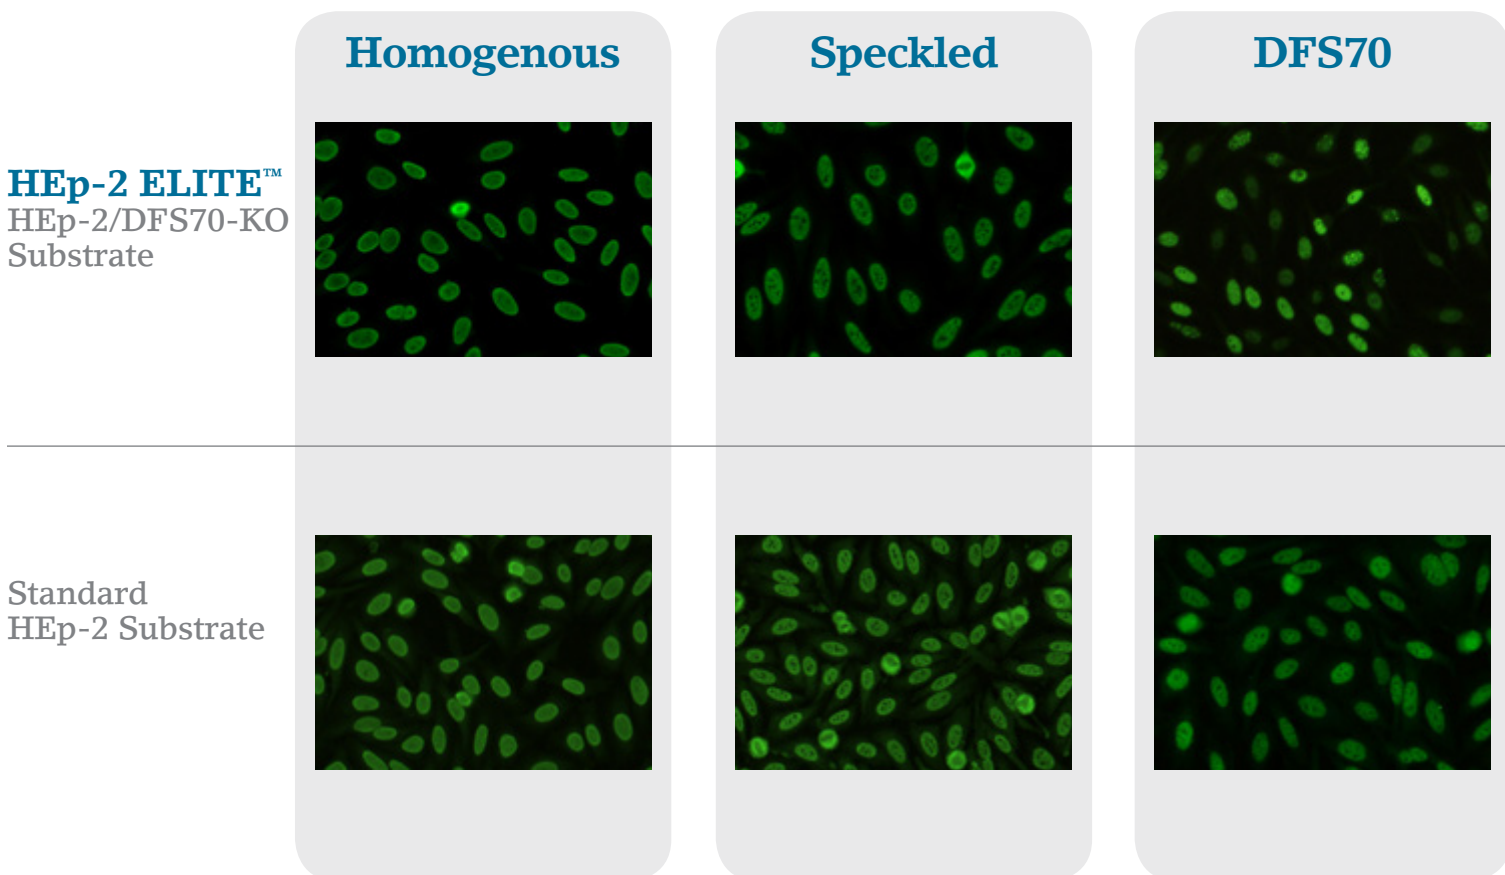 Homogenous
Speckled
DFS70
HEp-2 ELITE™
HEp-2/DFS70-KO
Substrate
Standard
HEp-2 Substrate